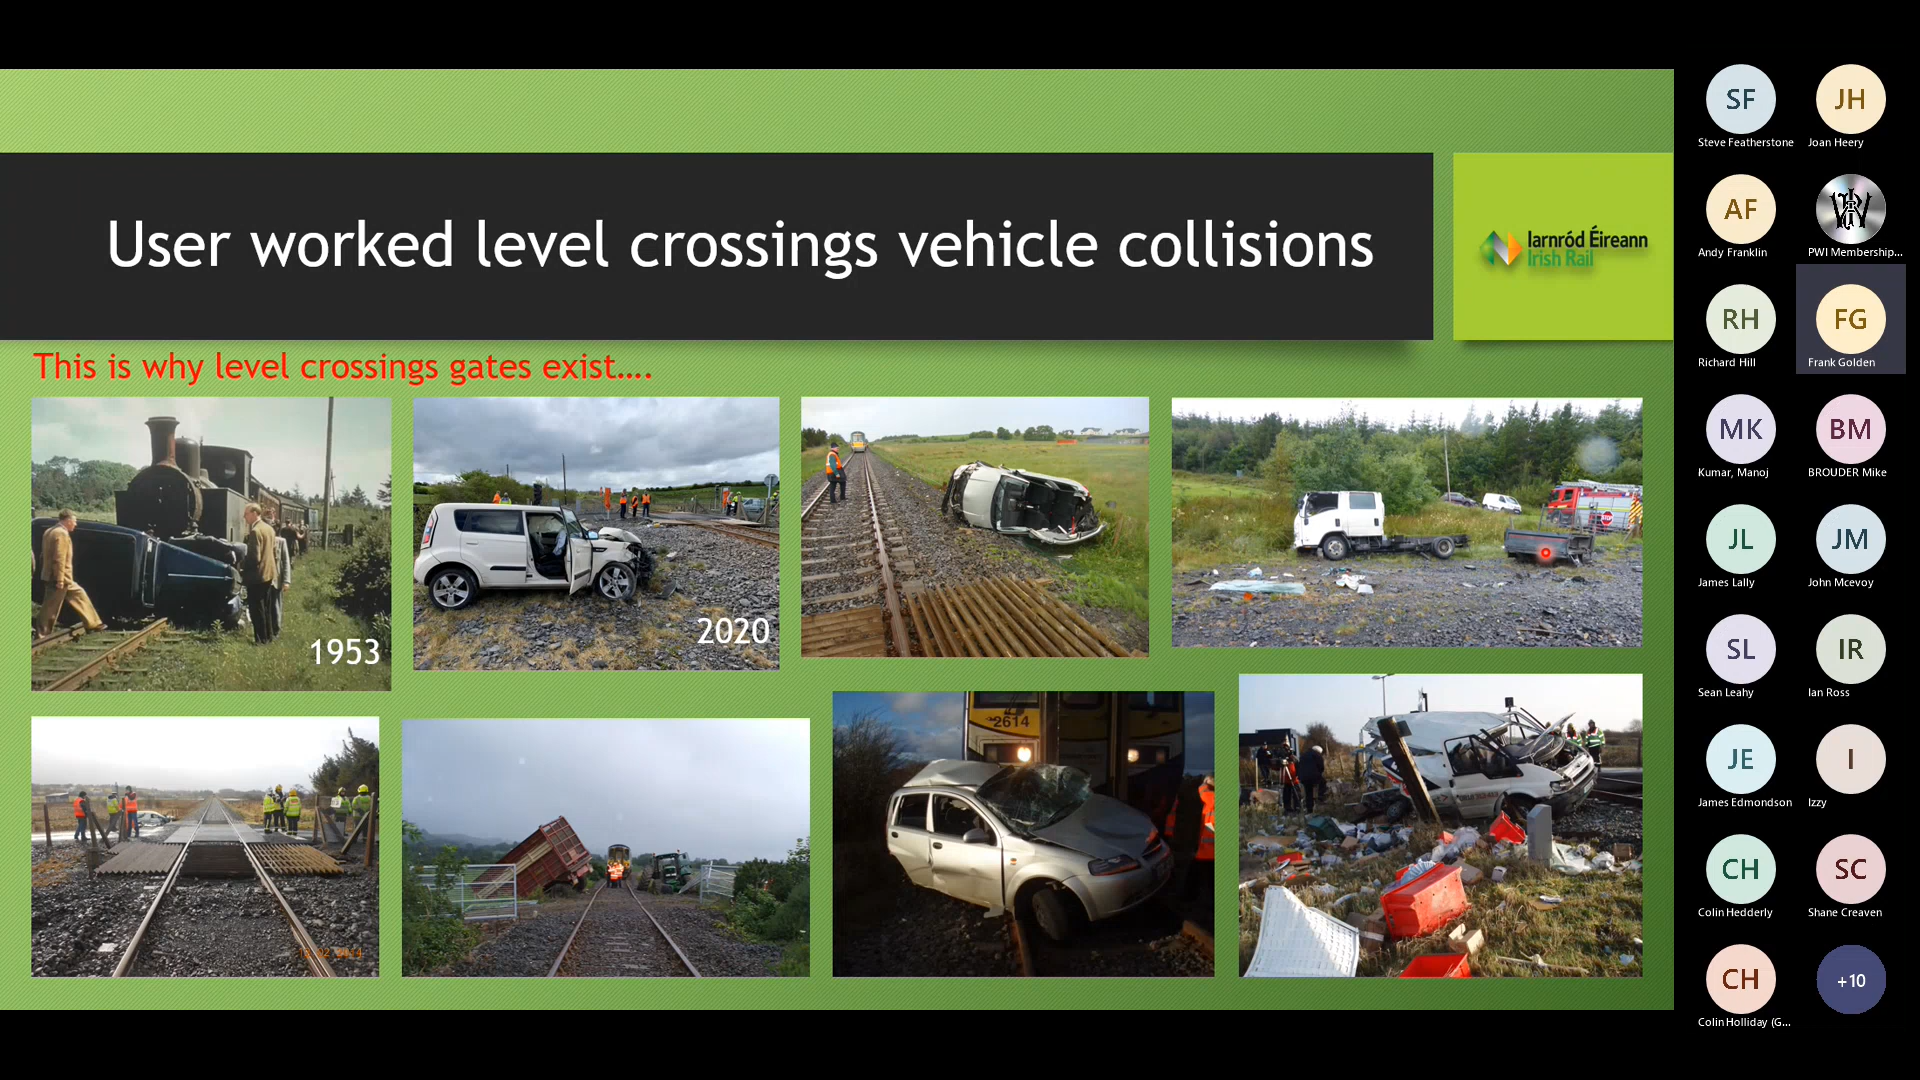 User worked level crossings vehicle collisions
Iarnród Éireann
Irish Rail
This is why level crossings gates exist....
1953
2020
STOP
2614
SF
Steve Featherstone
JH
Joan Heery
AF
Andy Franklin
PWI Membership...
RH
Richard Hill
FG
Frank Golden
MK
Kumar, Manoj
BM
BROUDER Mike
JL
James Lally
JM
John Mcevoy
SL
Sean Leahy
IR
Ian Ross
JE
James Edmondson
I
Izzy
CH
Colin Hedderly
SC
Shane Creaven
CH
Colin Holliday (G...
+10